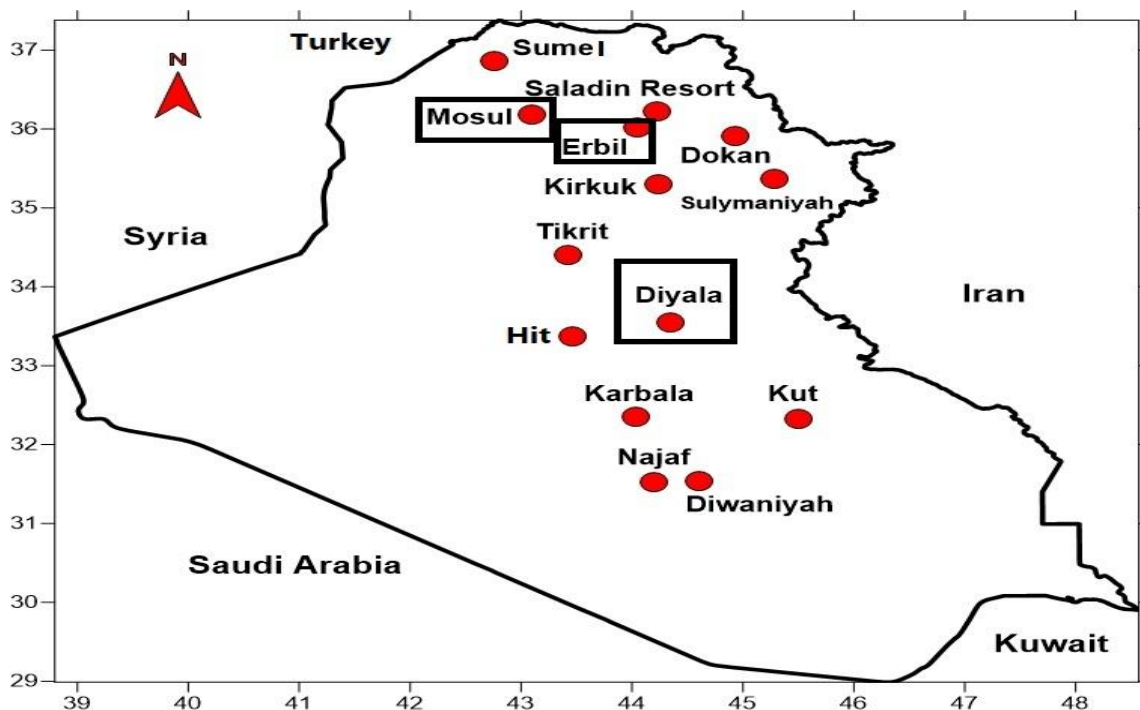 37
36
35
34
33
32
31
30
29
Turkey
N
Sumel
Saladin Resort
Mosul
Erbil
Dokan
Kirkuk
Sulymaniyah
Syria
Tikrit
Diyala
Iran
Hit
Karbala
Kut
Najaf
Diwaniyah
Saudi Arabia
Kuwait
39 40 41 42 43 44 45 46 47 48